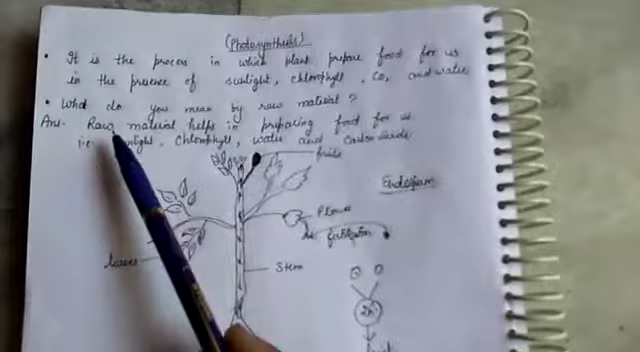 (Photosynthesis)
• It is the process in which plant prepare food for us
in the presence of sunlight, chlorophyll, Co2 and water
• What do you mean by raw material?
Ans- Raw material helps in preparing food for us
i.e. sunlight, chlorophyll, water and
fruits
Endosperm
Flower
fertilization
leaves
Stem
2n